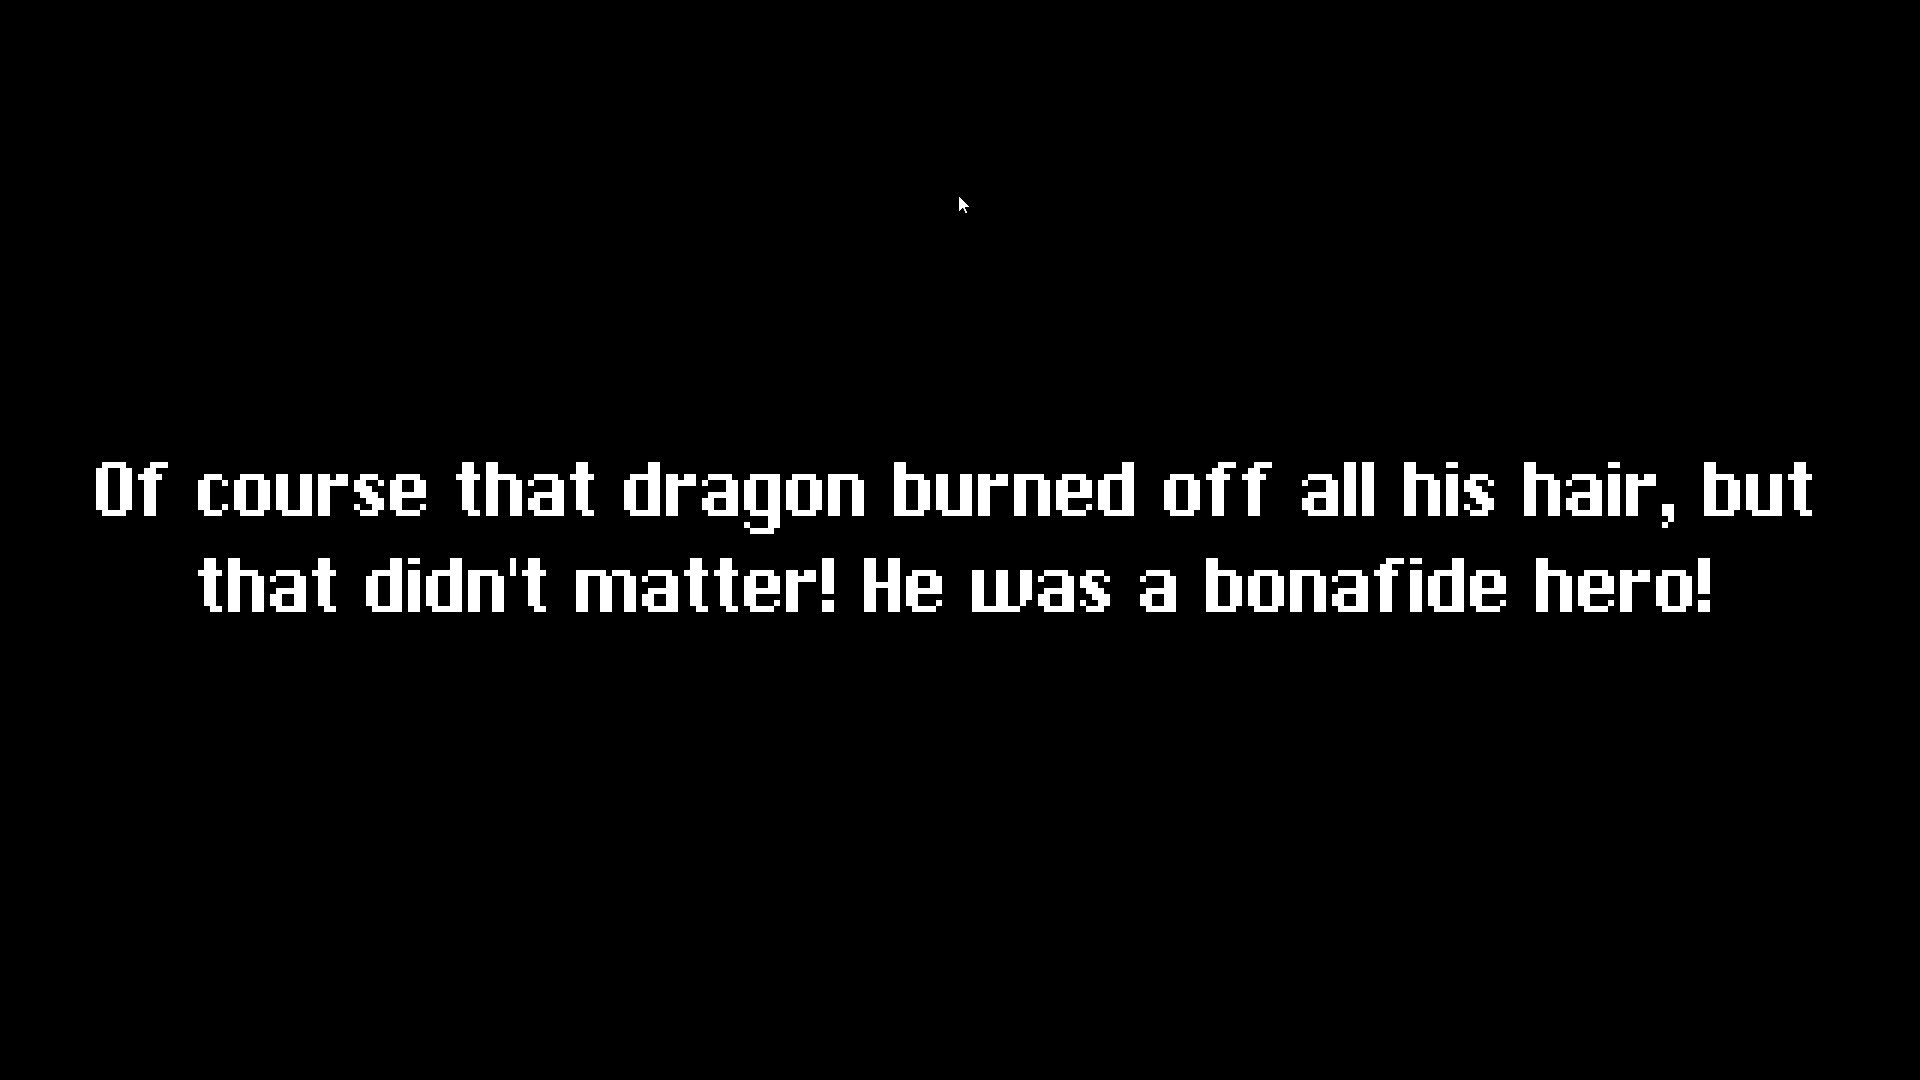 Of course that dragon burned off all his hair, but
that didn't matter! He was a bonafide hero!